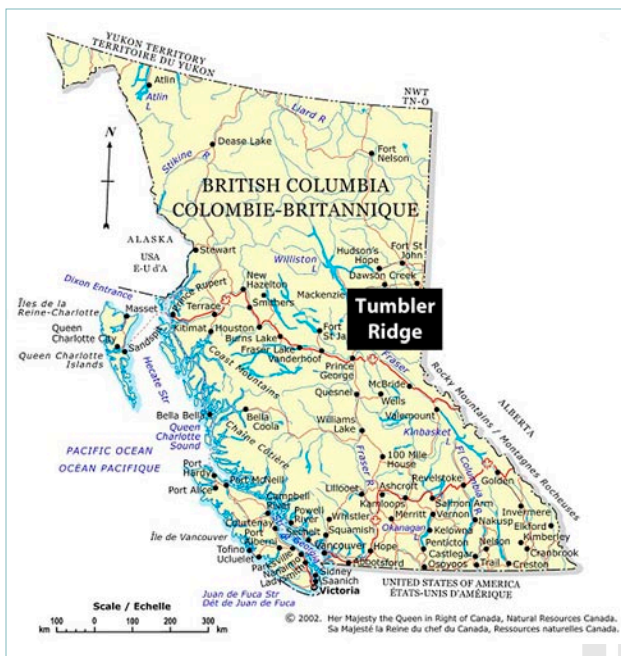 YUKON TERRITORY
TERRITOIRE DU YUKON
NWT
TN-O
Atlin
Atlin
L
Liard R
N
Dease Lake
Stikine R
Fort
Nelson
BRITISH COLUMBIA
COLOMBIE-BRITANNIQUE
ALASKA
USA
E-U d'A
Stewart
Williston
L
Hudson's
Hope
Fort St
John
Dawson Creek
Dixon Entrance
Prince Rupert
New
Hazelton
Mackenzie
Tumbler
Ridge
Îles de la
Reine-Charlotte
Masset
Terrace
Smithers
Queen
Charlotte City
Sandspit
Kitimat
Houston
Burns Lake
Fort
St Ja
Queen Charlotte
Islands
Hecate Str
Fraser Lake
Vanderhoof
Fraser
Prince
George
Coast Mountains
McBride
Rocky Mountains / Montagnes Rocheuses
ALBERTA
Quesnel
Wells
Valemount
Bella Bella
Bella
Coola
Williams
Lake
Kinbasket
L
Queen
Charlotte
Sound
Chaîne Côtière
PACIFIC OCEAN
OCÉAN PACIFIQUE
Fraser R
100 Mile
House
Columbia
Golden
Port
Hardy
Port McNeill
Revelstoke
Port Alice
Campbell
River
Lillooet
Ashcroft
Kamloops
Salmon Arm
Invermere
Powell
River
Whistler
Merritt
Vernon
Nakusp
Elkford
Courtenay
Port
Alberni
Sechelt
Squamish
Okanagan
L
Kelowna
Kimberley
Île de Vancouver
Penticton
Nelson
Cranbrook
Tofino
Ucluelet
Parksville
Nanaimo
Ladysmith
Str of Georgia
Vancouver
Hope
Castlegar
Abbotsford
Osoyoos
Trail
Creston
Sidney
Saanich
Victoria
UNITED STATES OF AMERICA
ÉTATS-UNIS D'AMÉRIQUE
Juan de Fuca Str
Dét de Juan de Fuca
Scale / Echelle
100 0 100 200 300
km km
© 2002. Her Majesty the Queen in Right of Canada, Natural Resources Canada.
Sa Majesté la Reine du chef du Canada, Ressources naturelles Canada.